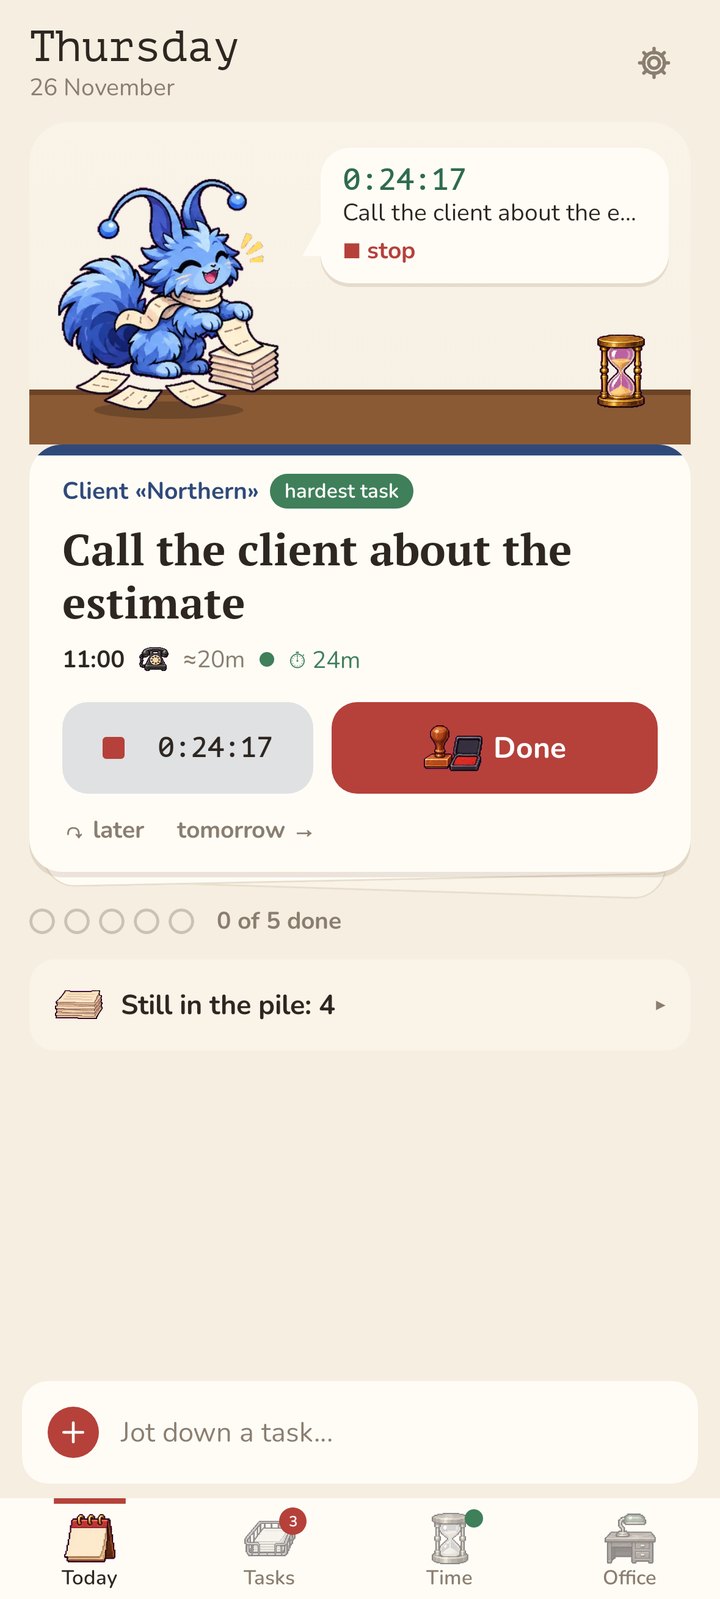 Thursday
26 November
0:24:17
Call the client about the e...
stop
Client «Northern» hardest task
Call the client about the
estimate
11:00 ≈20m 24m
0:24:17 Done
later tomorrow →
0 of 5 done
Still in the pile: 4
Jot down a task...
3
Today Tasks Time Office